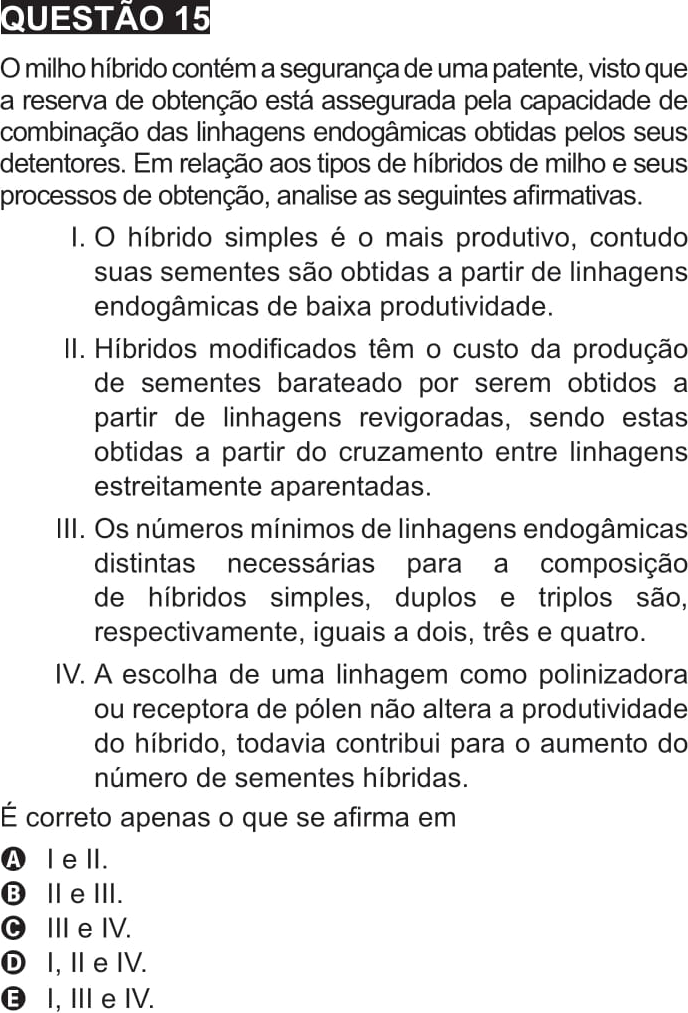 QUESTÃO 15
O milho híbrido contém a segurança de uma patente, visto que
a reserva de obtenção está assegurada pela capacidade de
combinação das linhagens endogâmicas obtidas pelos seus
detentores. Em relação aos tipos de híbridos de milho e seus
processos de obtenção, analise as seguintes afirmativas.
I. O híbrido simples é o mais produtivo, contudo
suas sementes são obtidas a partir de linhagens
endogâmicas de baixa produtividade.
II. Híbridos modificados têm o custo da produção
de sementes barateado por serem obtidos a
partir de linhagens revigoradas, sendo estas
obtidas a partir do cruzamento entre linhagens
estreitamente aparentadas.
III. Os números mínimos de linhagens endogâmicas
distintas necessárias para a composição
de híbridos simples, duplos e triplos são,
respectivamente, iguais a dois, três e quatro.
IV. A escolha de uma linhagem como polinizadora
ou receptora de pólen não altera a produtividade
do híbrido, todavia contribui para o aumento do
número de sementes híbridas.
É correto apenas o que se afirma em
A I e II.
B II e III.
C III e IV.
D I, II e IV.
E I, III e IV.